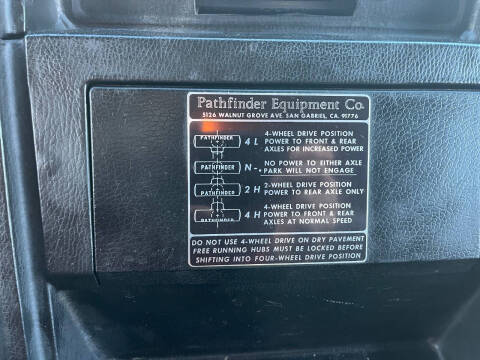 Pathfinder Equipment Co.
5126 WALNUT GROVE AVE. SAN GABRIEL, CA. 91776
PATHFINDER 4 L 4-WHEEL DRIVE POSITION
POWER TO FRONT & REAR
AXLES FOR INCREASED POWER
PATHFINDER N- NO POWER TO EITHER AXLE
PARK WILL NOT ENGAGE
PATHFINDER 2 H 2-WHEEL DRIVE POSITION
POWER TO REAR AXLE ONLY
PATHFINDER 4 H 4-WHEEL DRIVE POSITION
POWER TO FRONT & REAR
AXLES AT NORMAL SPEED
DO NOT USE 4-WHEEL DRIVE ON DRY PAVEMENT
FREE RUNNING HUBS MUST BE LOCKED BEFORE
SHIFTING INTO FOUR-WHEEL DRIVE POSITION